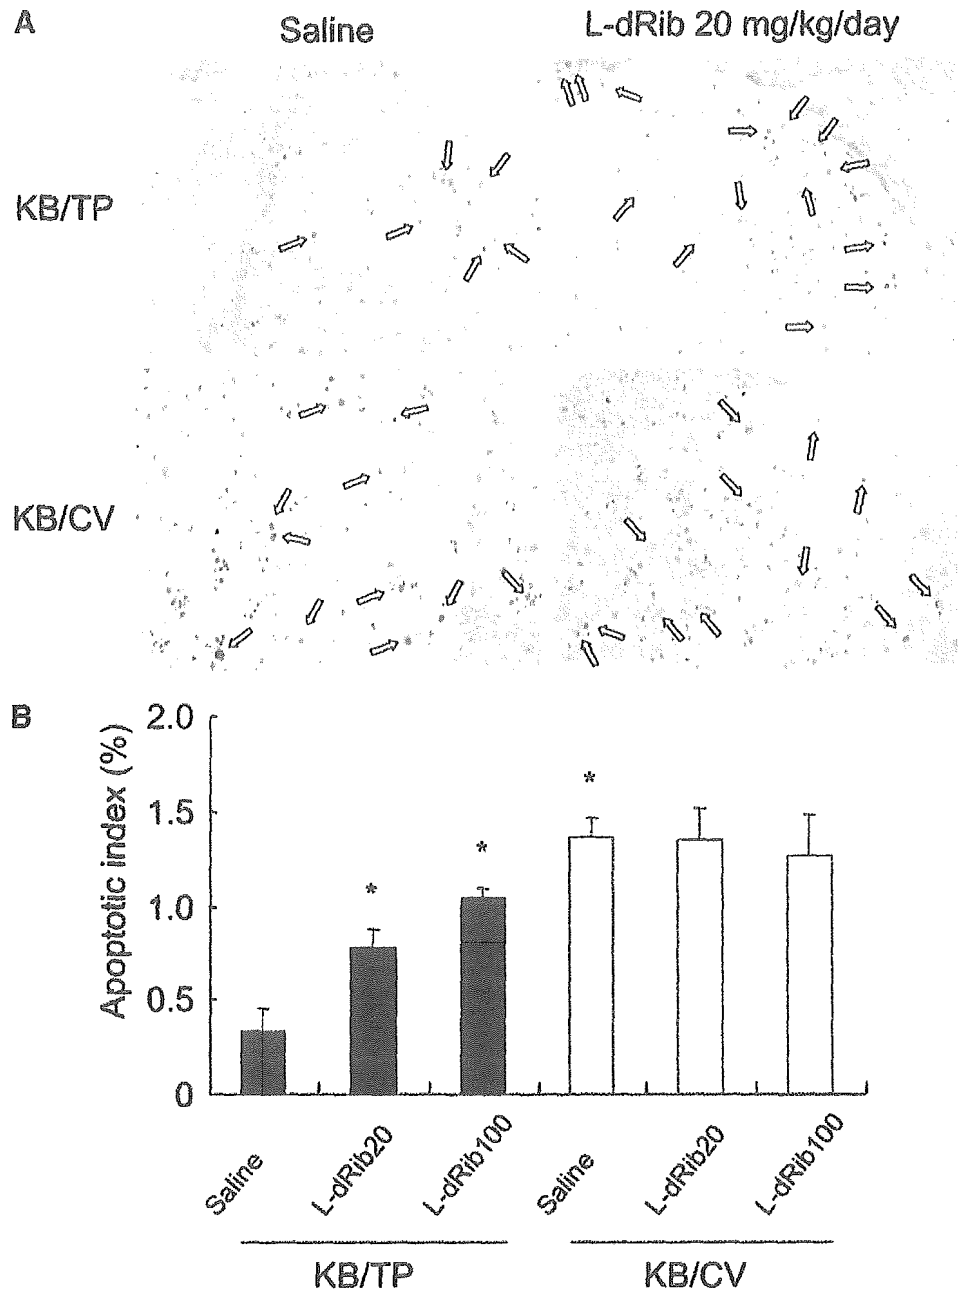 A
Saline
L-dRib 20 mg/kg/day
KB/TP
KB/CV
B
Apoptotic index (%)
2.0
1.5
1.0
0.5
0
*
*
*
Saline
L-dRib20
L-dRib100
Saline
L-dRib20
L-dRib100
KB/TP
KB/CV